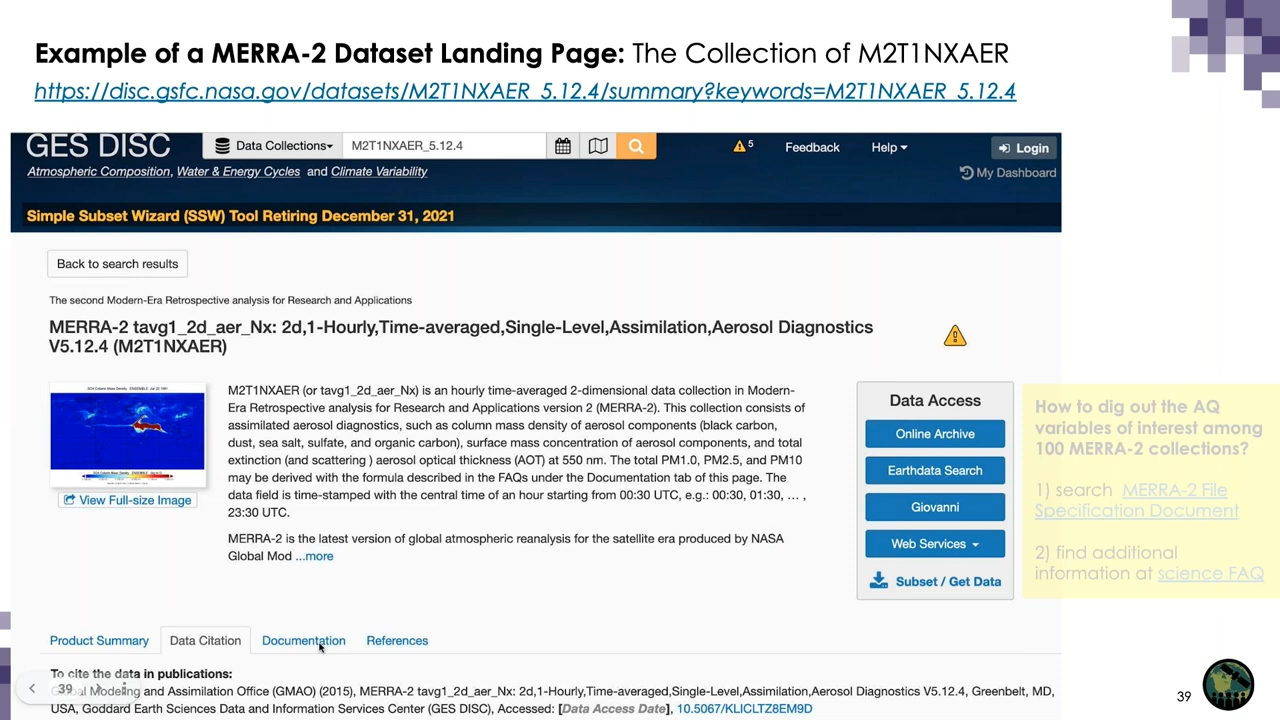 Example of a MERRA-2 Dataset Landing Page: The Collection of M2T1NXAER
https://disc.gsfc.nasa.gov/datasets/M2T1NXAER_5.12.4/summary?keywords=M2T1NXAER_5.12.4
GES DISC
Data Collections
M2T1NXAER_5.12.4
5
Feedback
Help
Login
Atmospheric Composition, Water & Energy Cycles and Climate Variability
My Dashboard
Simple Subset Wizard (SSW) Tool Retiring December 31, 2021
Back to search results
The second Modern-Era Retrospective analysis for Research and Applications
MERRA-2 tavg1_2d_aer_Nx: 2d,1-Hourly,Time-averaged,Single-Level,Assimilation,Aerosol Diagnostics
V5.12.4 (M2T1NXAER)
View Full-size Image
M2T1NXAER (or tavg1_2d_aer_Nx) is an hourly time-averaged 2-dimensional data collection in Modern-
Era Retrospective analysis for Research and Applications version 2 (MERRA-2). This collection consists of
assimilated aerosol diagnostics, such as column mass density of aerosol components (black carbon,
dust, sea salt, sulfate, and organic carbon), surface mass concentration of aerosol components, and total
extinction (and scattering ) aerosol optical thickness (AOT) at 550 nm. The total PM1.0, PM2.5, and PM10
may be derived with the formula described in the FAQs under the Documentation tab of this page. The
data field is time-stamped with the central time of an hour starting from 00:30 UTC, e.g.: 00:30, 01:30, ... ,
23:30 UTC.
MERRA-2 is the latest version of global atmospheric reanalysis for the satellite era produced by NASA
Global Mod ...more
Data Access
Online Archive
Earthdata Search
Giovanni
Web Services
Subset / Get Data
How to dig out the AQ
variables of interest among
100 MERRA-2 collections?
1) search MERRA-2 File
Specification Document
2) find additional
information at science FAQ
Product Summary
Data Citation
Documentation
References
To cite the data in publications:
Global Modeling and Assimilation Office (GMAO) (2015), MERRA-2 tavg1_2d_aer_Nx: 2d,1-Hourly,Time-averaged,Single-Level,Assimilation,Aerosol Diagnostics V5.12.4, Greenbelt, MD,
USA, Goddard Earth Sciences Data and Information Services Center (GES DISC), Accessed: [Data Access Date], 10.5067/KLICLTZ8EM9D
39
39